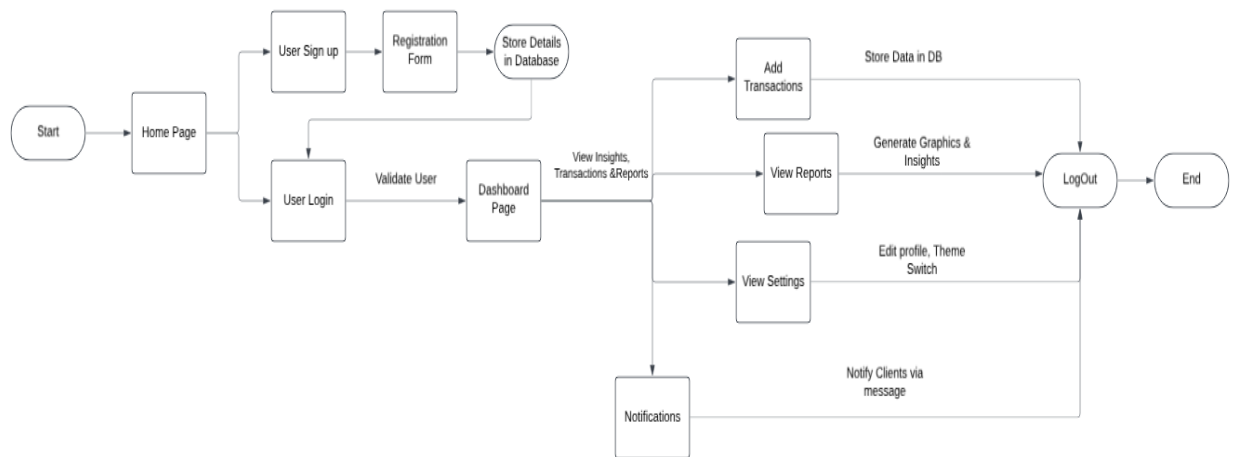 Start
Home Page
User Sign up
Registration
Form
Store Details
in Database
User Login
Validate User
Dashboard
Page
View Insights,
Transactions &Reports
Add
Transactions
Store Data in DB
View Reports
Generate Graphics &
Insights
View Settings
Edit profile, Theme
Switch
Notifications
Notify Clients via
message
LogOut
End